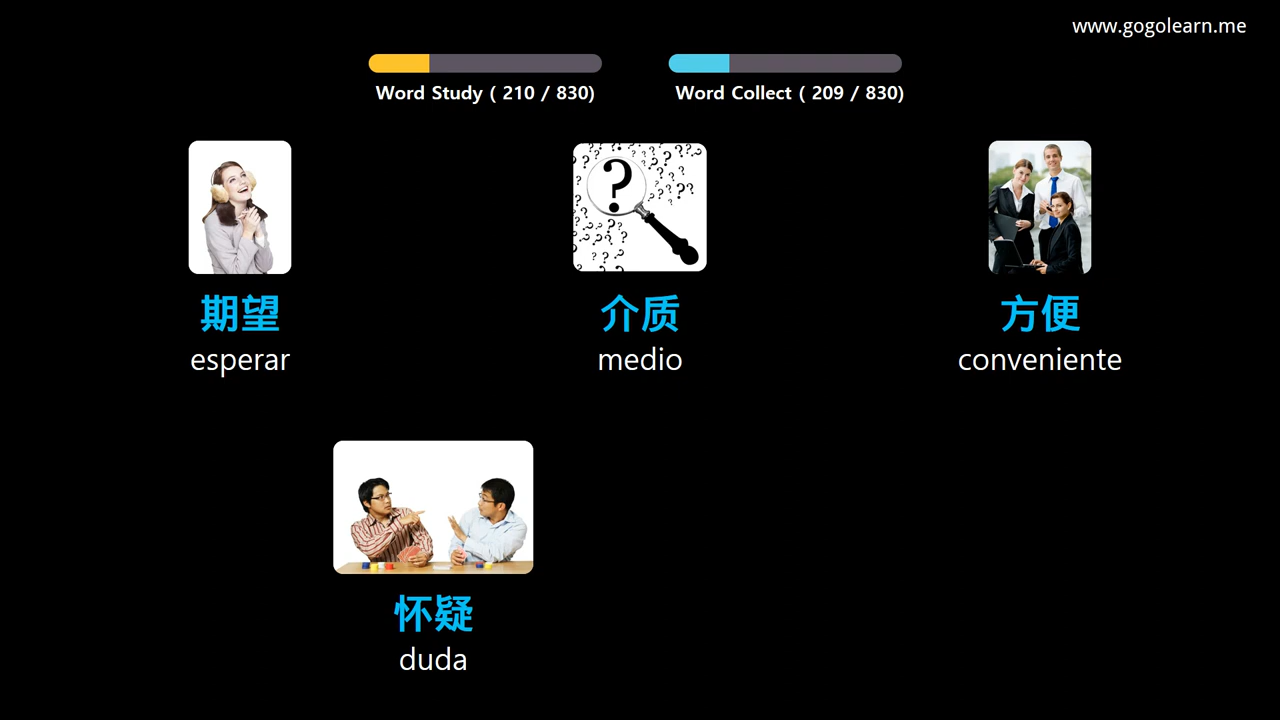 www.gogolearn.me
Word Study ( 210 / 830)
Word Collect ( 209 / 830)
期望
esperar
介质
medio
方便
conveniente
怀疑
duda